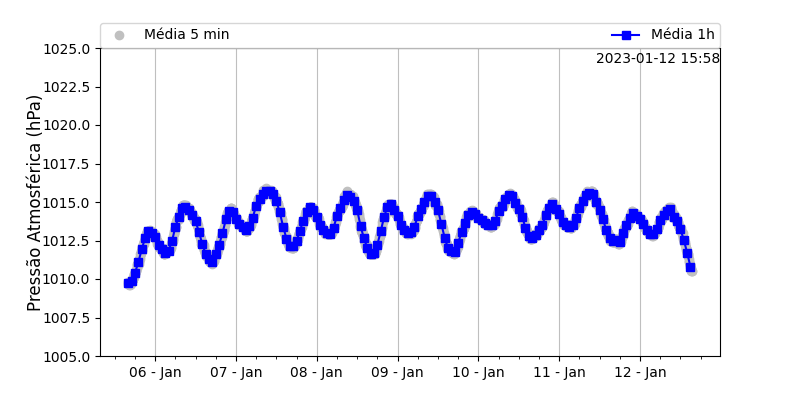 Média 5 min
Média 1h
2023-01-12 15:58
Pressão Atmosférica (hPa)
1025.0
1022.5
1020.0
1017.5
1015.0
1012.5
1010.0
1007.5
1005.0
06 - Jan
07 - Jan
08 - Jan
09 - Jan
10 - Jan
11 - Jan
12 - Jan